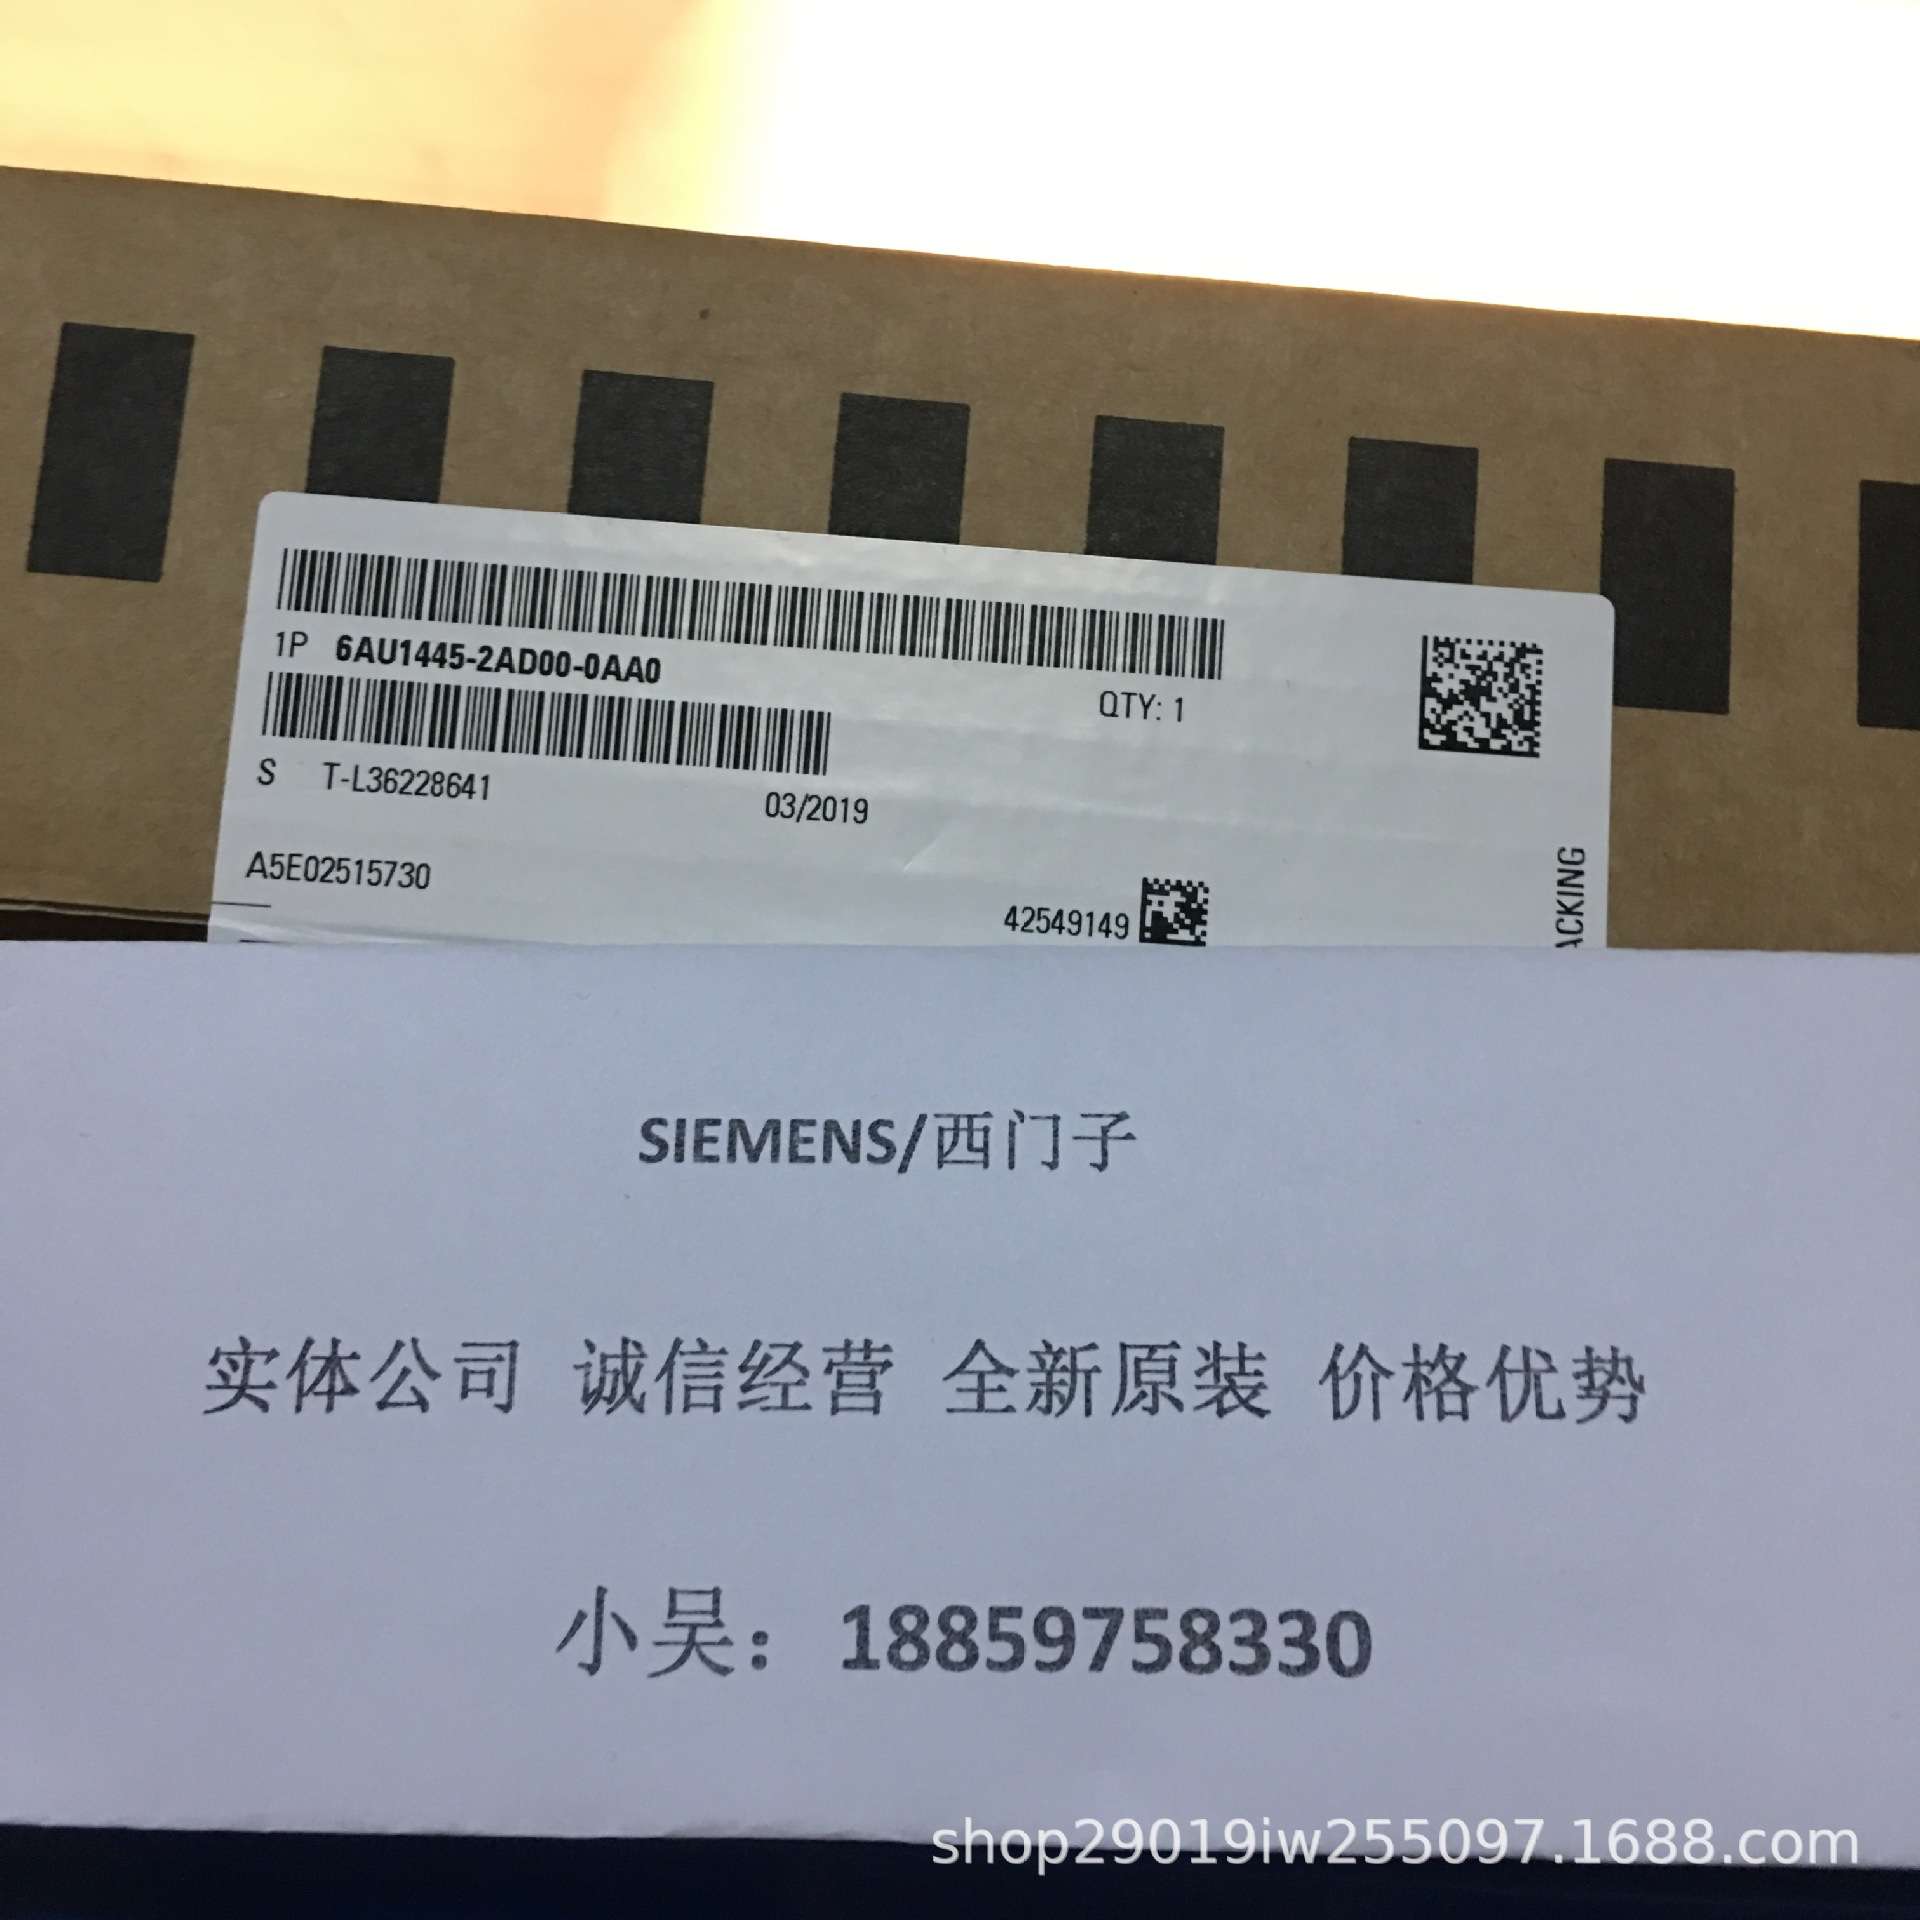 1P 6AU1445-2AD00-0AA0
QTY: 1
S T-L36228641
03/2019
A5E02515730
42549149
ACKING
SIEMENS/西门子
实体公司 诚信经营 全新原装 价格优势
小吴：18859758330
shop29019iw255097.1688.com